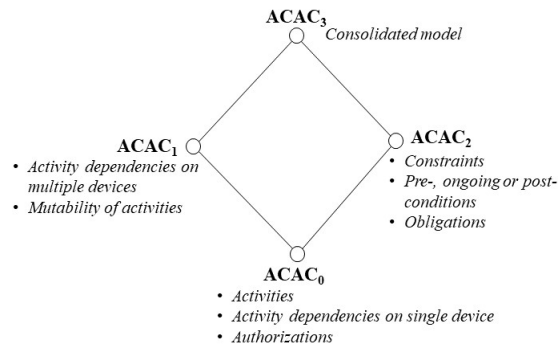 ACAC₃
Consolidated model
ACAC₁
• Activity dependencies on
multiple devices
• Mutability of activities
ACAC₂
• Constraints
• Pre-, ongoing or post-
conditions
• Obligations
ACAC₀
• Activities
• Activity dependencies on single device
• Authorizations